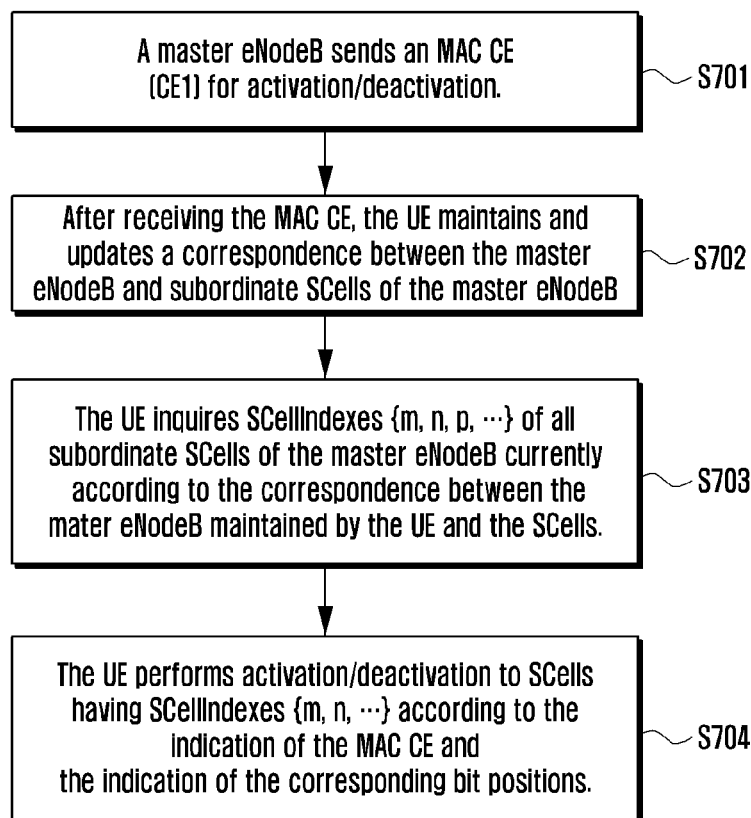 A master eNodeB sends an MAC CE
(CE1) for activation/deactivation.
S701
After receiving the MAC CE, the UE maintains and
updates a correspondence between the master
eNodeB and subordinate SCells of the master eNodeB
S702
The UE inquires SCellIndexes {m, n, p, ···} of all
subordinate SCells of the master eNodeB currently
according to the correspondence between the
mater eNodeB maintained by the UE and the SCells.
S703
The UE performs activation/deactivation to SCells
having SCellIndexes {m, n, ···} according to the
indication of the MAC CE and
the indication of the corresponding bit positions.
S704